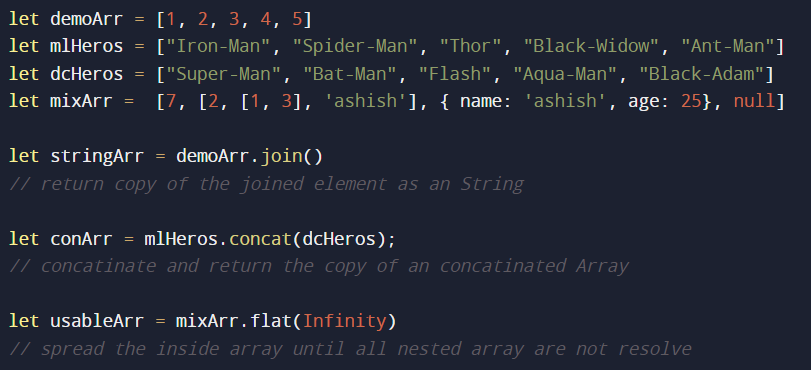 let demoArr = [1, 2, 3, 4, 5]
let mlHeros = ["Iron-Man", "Spider-Man", "Thor", "Black-Widow", "Ant-Man"]
let dcHeros = ["Super-Man", "Bat-Man", "Flash", "Aqua-Man", "Black-Adam"]
let mixArr =  [7, [2, [1, 3], 'ashish'], { name: 'ashish', age: 25}, null]
let stringArr = demoArr.join()
// return copy of the joined element as an String
let conArr = mlHeros.concat(dcHeros);
// concatinate and return the copy of an concatinated Array
let usableArr = mixArr.flat(Infinity)
// spread the inside array until all nested array are not resolve